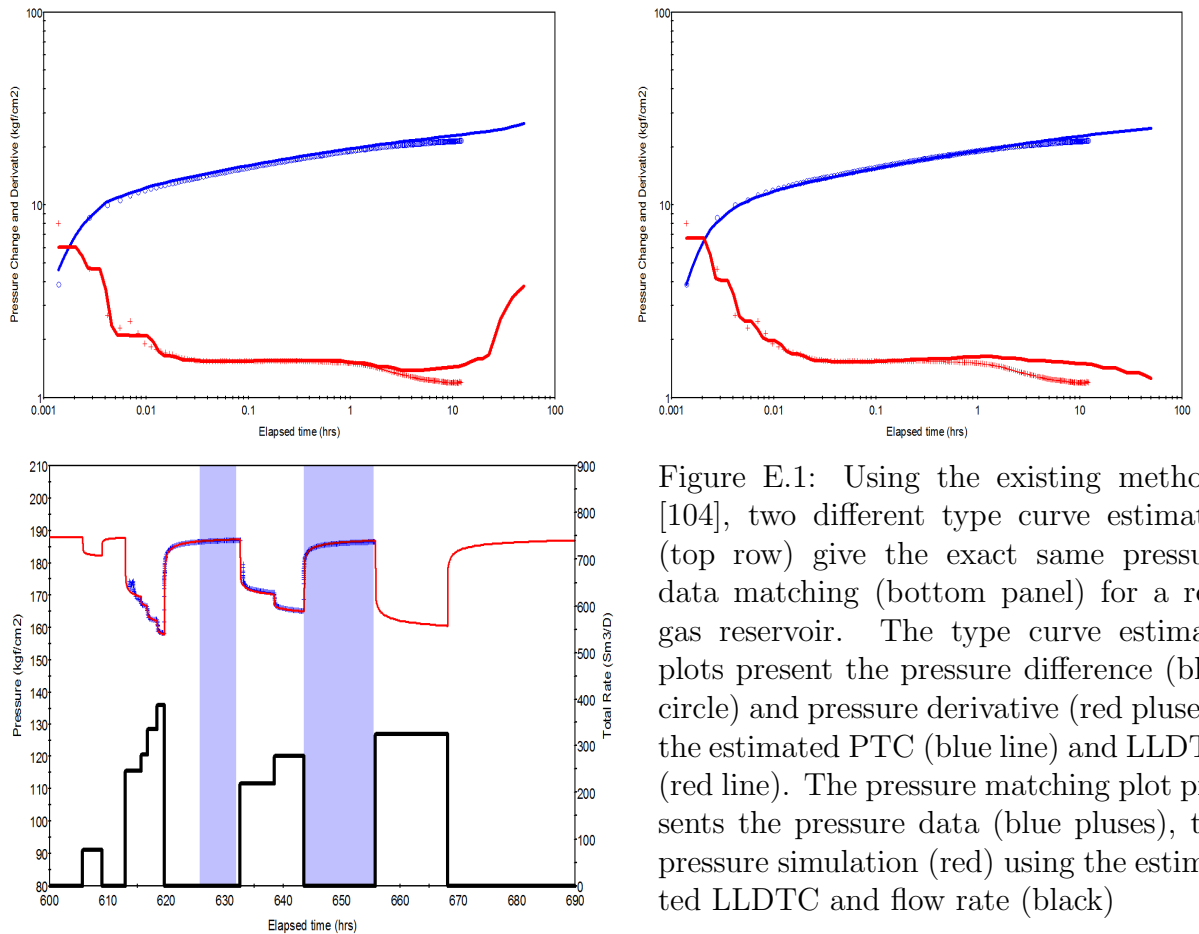 100
10
1
0.001
0.01
0.1
1
10
100
Pressure Change and Derivative (kgf/cm2)
Elapsed time (hrs)
100
10
1
0.001
0.01
0.1
1
10
100
Pressure Change and Derivative (kgf/cm2)
Elapsed time (hrs)
210
200
190
180
170
160
150
140
130
120
110
100
90
80
900
800
700
600
500
400
300
200
100
0
600
610
620
630
640
650
660
670
680
690
Pressure (kgf/cm2)
Total Rate (Sm3/D)
Elapsed time (hrs)
Figure E.1: Using the existing metho
[104], two different type curve estimat
(top row) give the exact same pressu
data matching (bottom panel) for a re
gas reservoir. The type curve estima
plots present the pressure difference (bl
circle) and pressure derivative (red pluse
the estimated PTC (blue line) and LLDT
(red line). The pressure matching plot pr
sents the pressure data (blue pluses), t
pressure simulation (red) using the estim
ted LLDTC and flow rate (black)